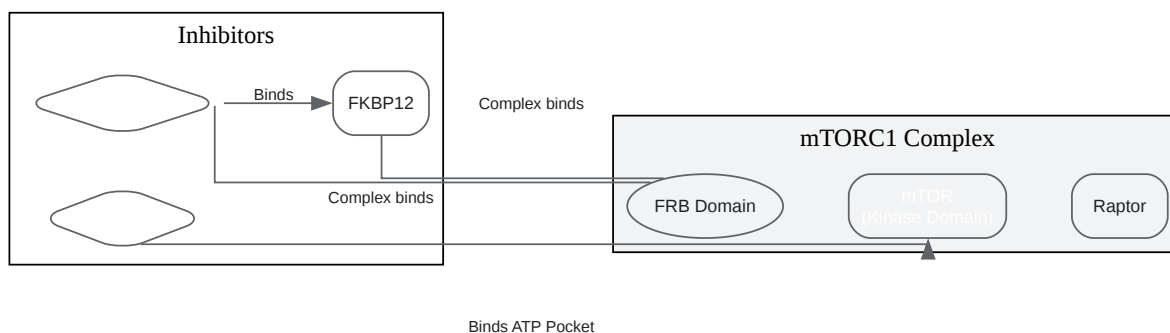 Inhibitors
Binds
FKBP12
Complex binds
mTORC1 Complex
Complex binds
FRB Domain
mTOR
(Kinase Domain)
Raptor
Binds ATP Pocket